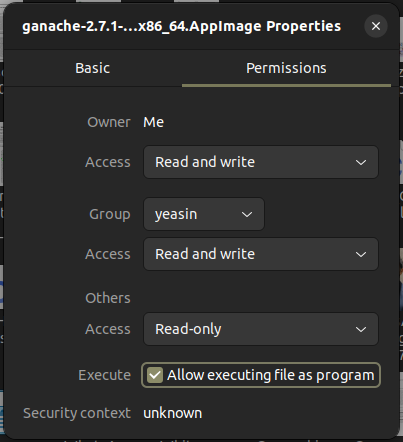 ganache-2.7.1-...x86_64.AppImage Properties
Basic Permissions
Owner Me
Access Read and write
Group yeasin
Access Read and write
Others
Access Read-only
Execute Allow executing file as program
Security context unknown